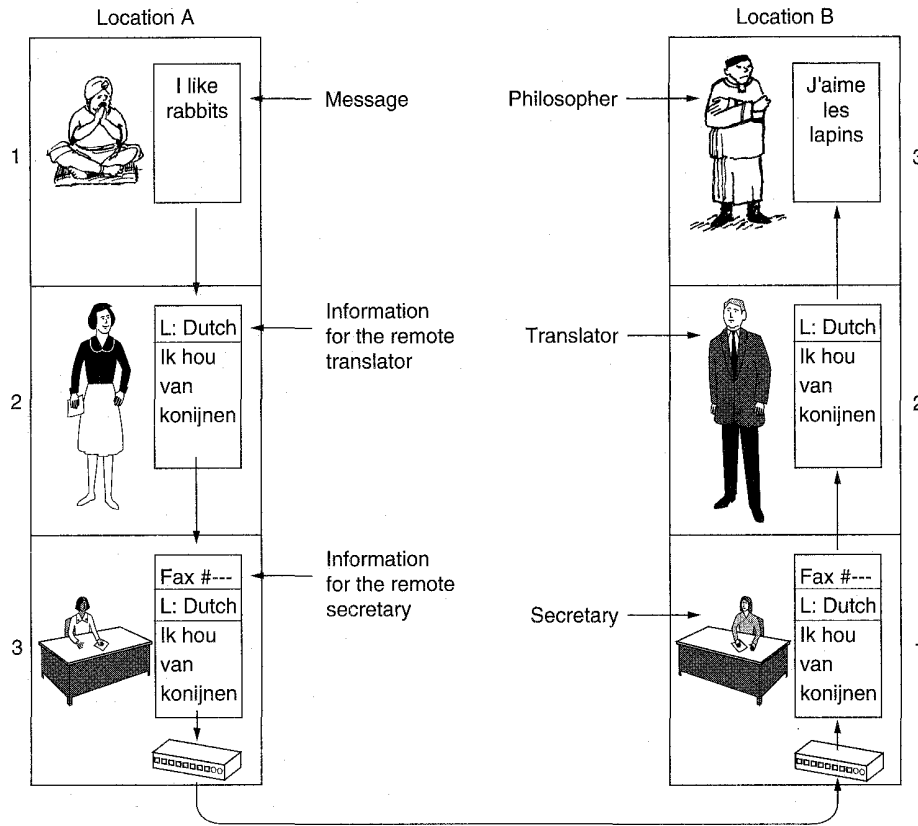 Location A
Location B
I like
rabbits
Message
Philosopher
J'aime
les
lapins
1
3
L: Dutch
Ik hou
van
konijnen
Information
for the remote
translator
Translator
L: Dutch
Ik hou
van
konijnen
2
2
Fax #---
L: Dutch
Ik hou
van
konijnen
Information
for the remote
secretary
Secretary
Fax #---
L: Dutch
Ik hou
van
konijnen
3